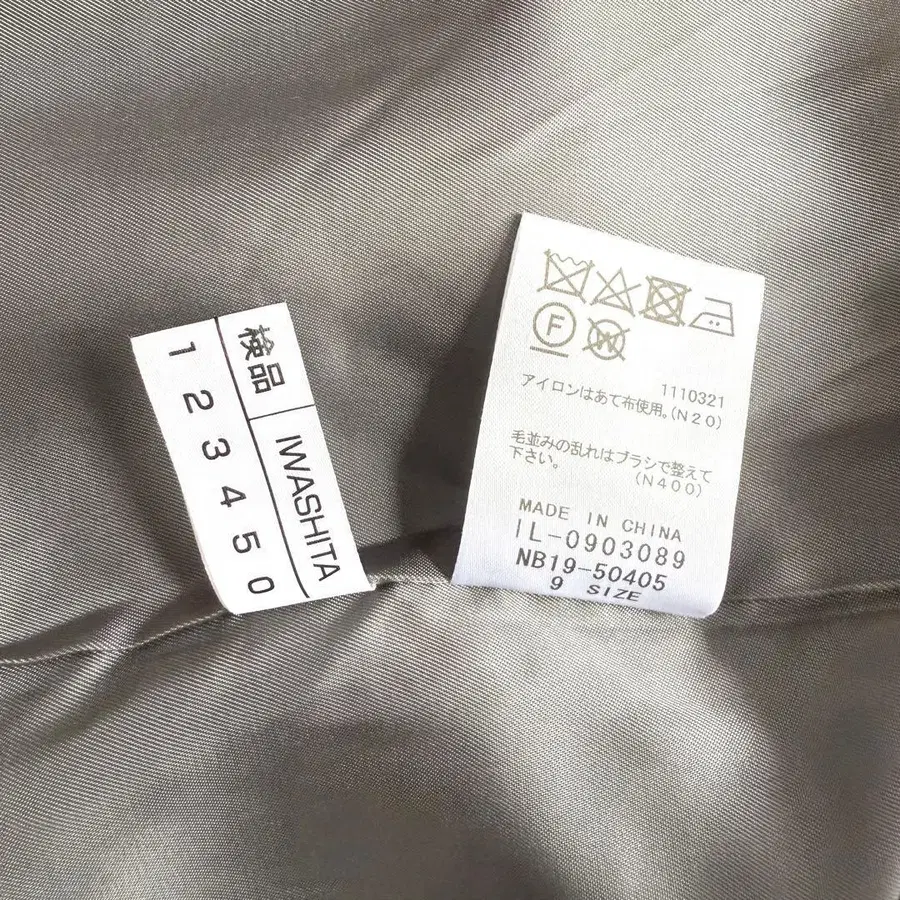 検品
IWASHITA
1 2 3 4 5 0
F
W
1110321
アイロンはあて布使用。(N20)
毛並みの乱れはブラシで整えて
下さい。
(N400)
MADE IN CHINA
IL-0903089
NB19-50405
9 SIZE